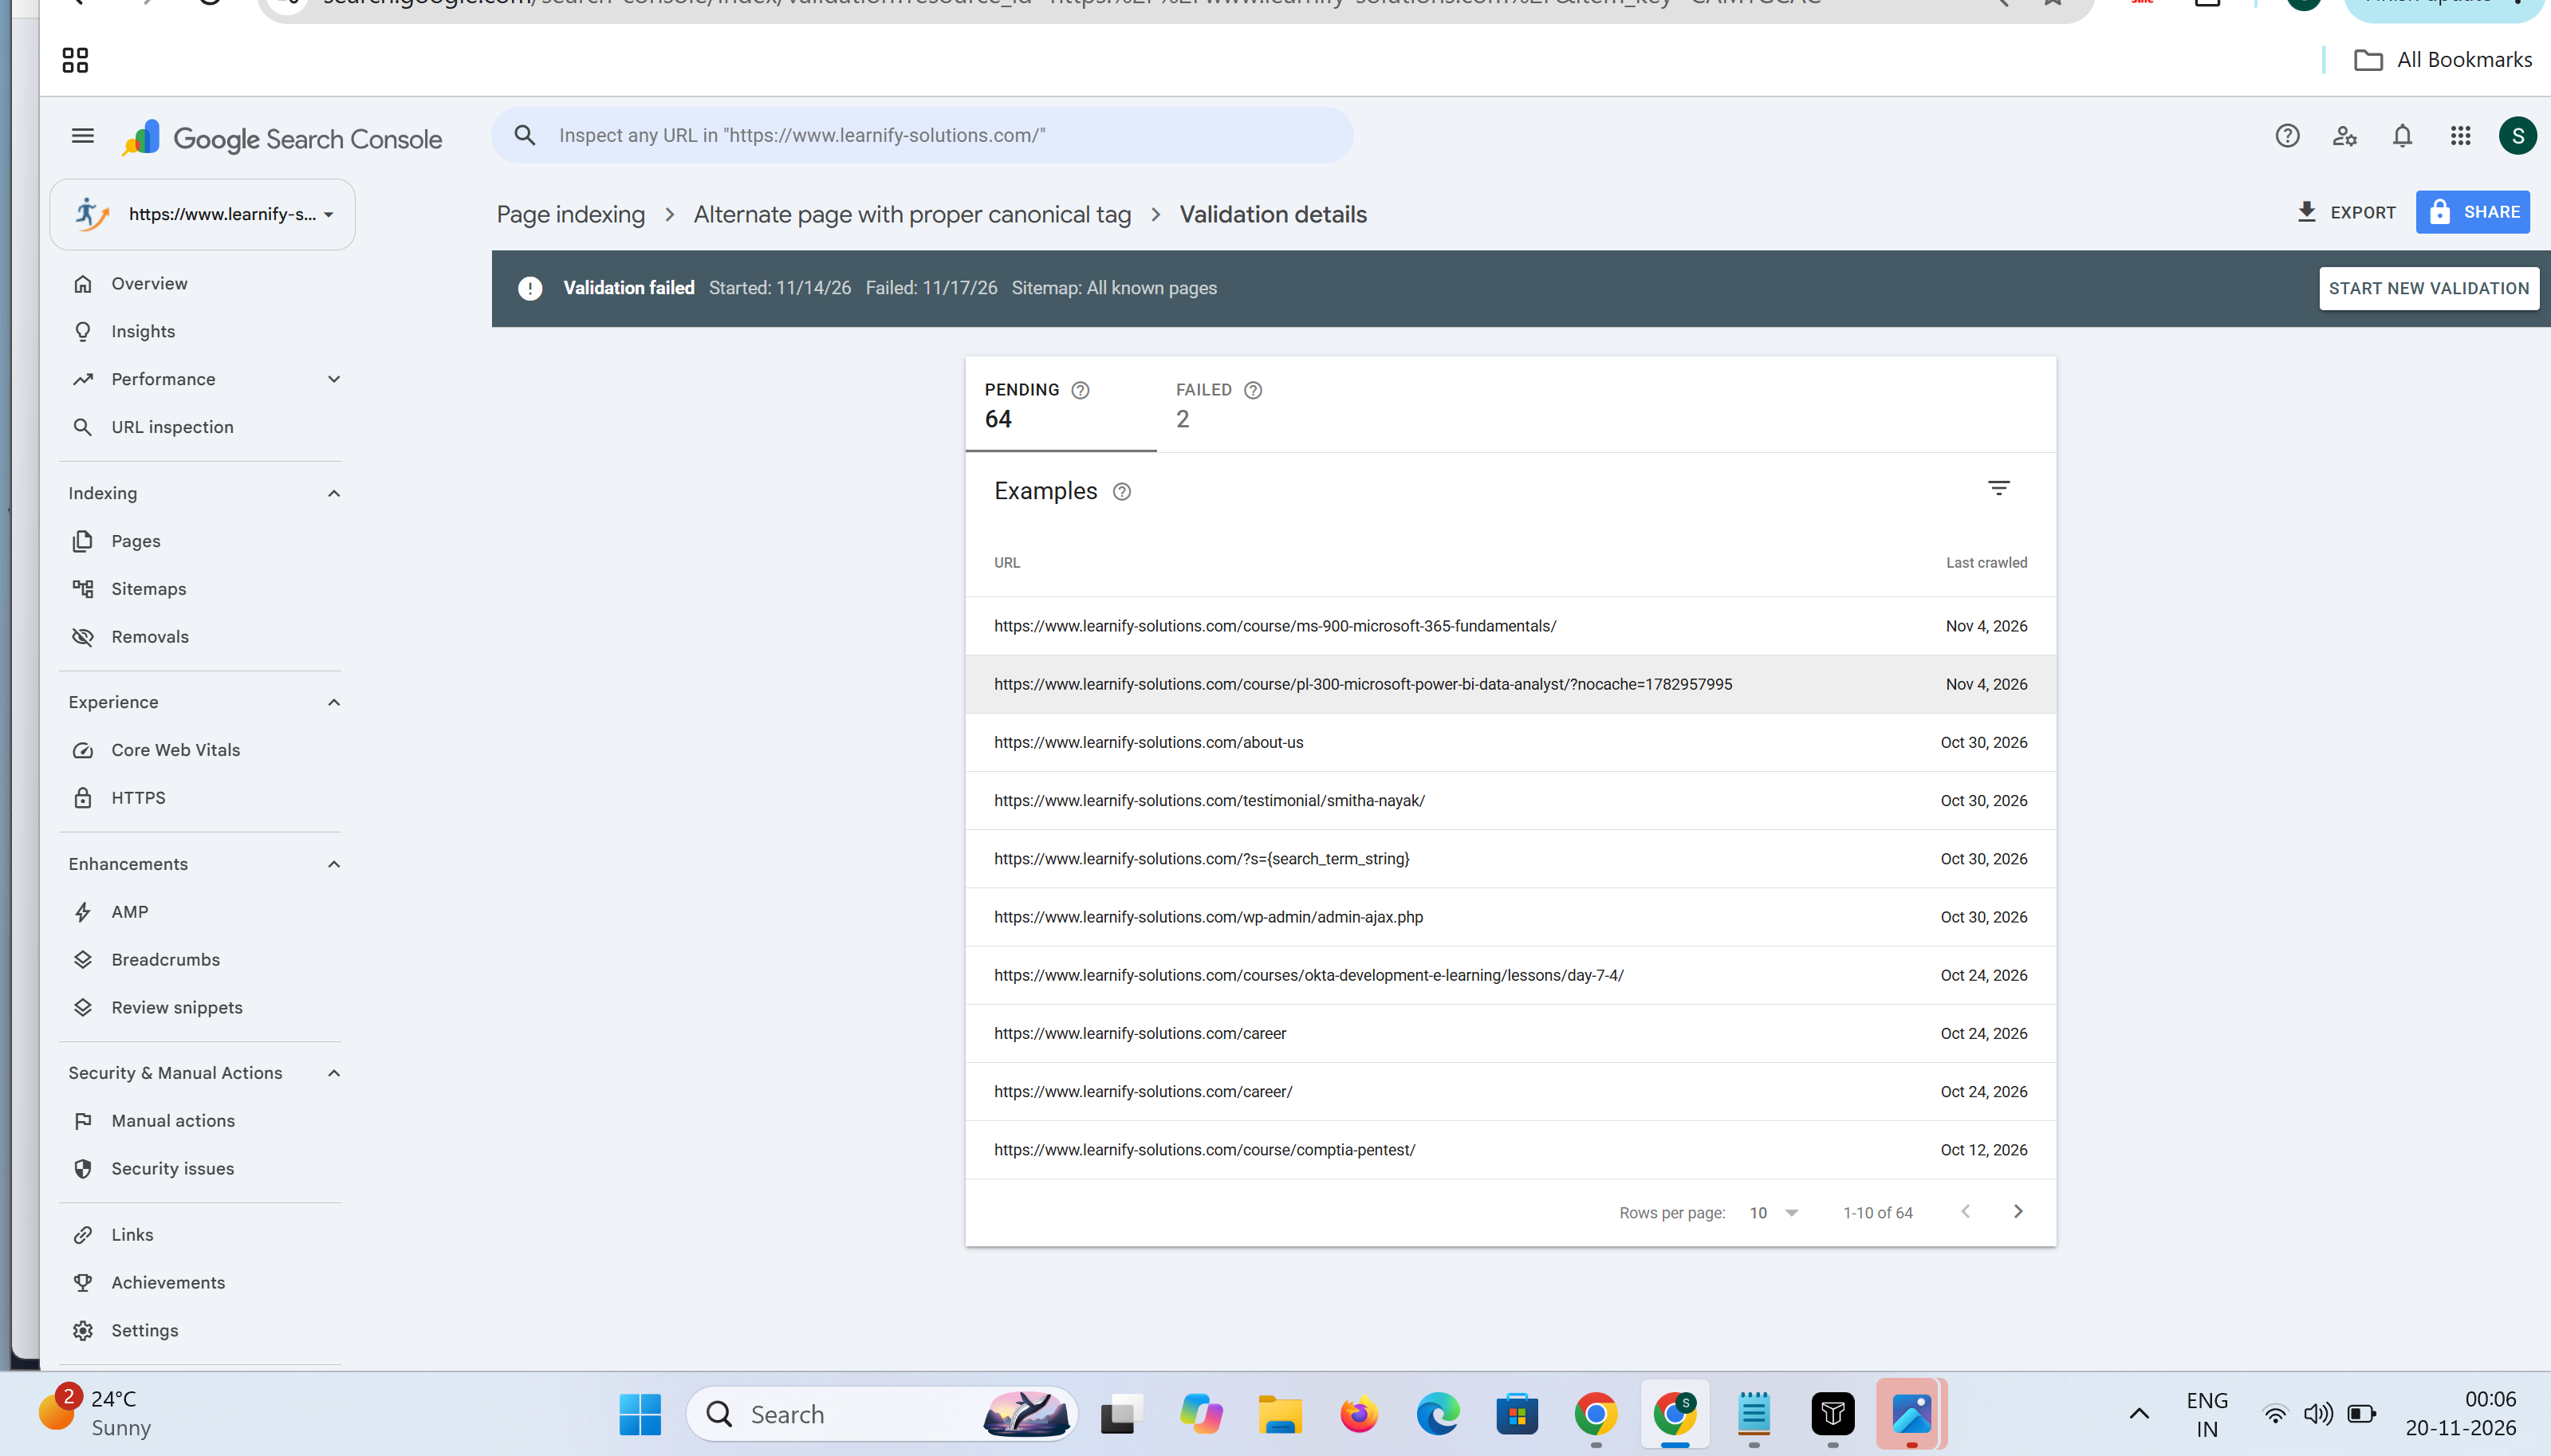 All Bookmarks
Google Search Console
Inspect any URL in "https://www.learnify-solutions.com/"
S
https://www.learnify-s...
Page indexing > Alternate page with proper canonical tag > Validation details
EXPORT
SHARE
Validation failed Started: 11/14/26 Failed: 11/17/26 Sitemap: All known pages
START NEW VALIDATION
Overview
Insights
Performance
URL inspection
Indexing
Pages
Sitemaps
Removals
Experience
Core Web Vitals
HTTPS
Enhancements
AMP
Breadcrumbs
Review snippets
Security & Manual Actions
Manual actions
Security issues
Links
Achievements
Settings
PENDING
64
FAILED
2
Examples
URL Last crawled
https://www.learnify-solutions.com/course/ms-900-microsoft-365-fundamentals/ Nov 4, 2026
https://www.learnify-solutions.com/course/pl-300-microsoft-power-bi-data-analyst/?nocache=1782957995 Nov 4, 2026
https://www.learnify-solutions.com/about-us Oct 30, 2026
https://www.learnify-solutions.com/testimonial/smitha-nayak/ Oct 30, 2026
https://www.learnify-solutions.com/?s={search_term_string} Oct 30, 2026
https://www.learnify-solutions.com/wp-admin/admin-ajax.php Oct 30, 2026
https://www.learnify-solutions.com/courses/okta-development-e-learning/lessons/day-7-4/ Oct 24, 2026
https://www.learnify-solutions.com/career Oct 24, 2026
https://www.learnify-solutions.com/career/ Oct 24, 2026
https://www.learnify-solutions.com/course/comptia-pentest/ Oct 12, 2026
Rows per page: 10 1-10 of 64
2
24°C
Sunny
Search
S
ENG
IN
00:06
20-11-2026